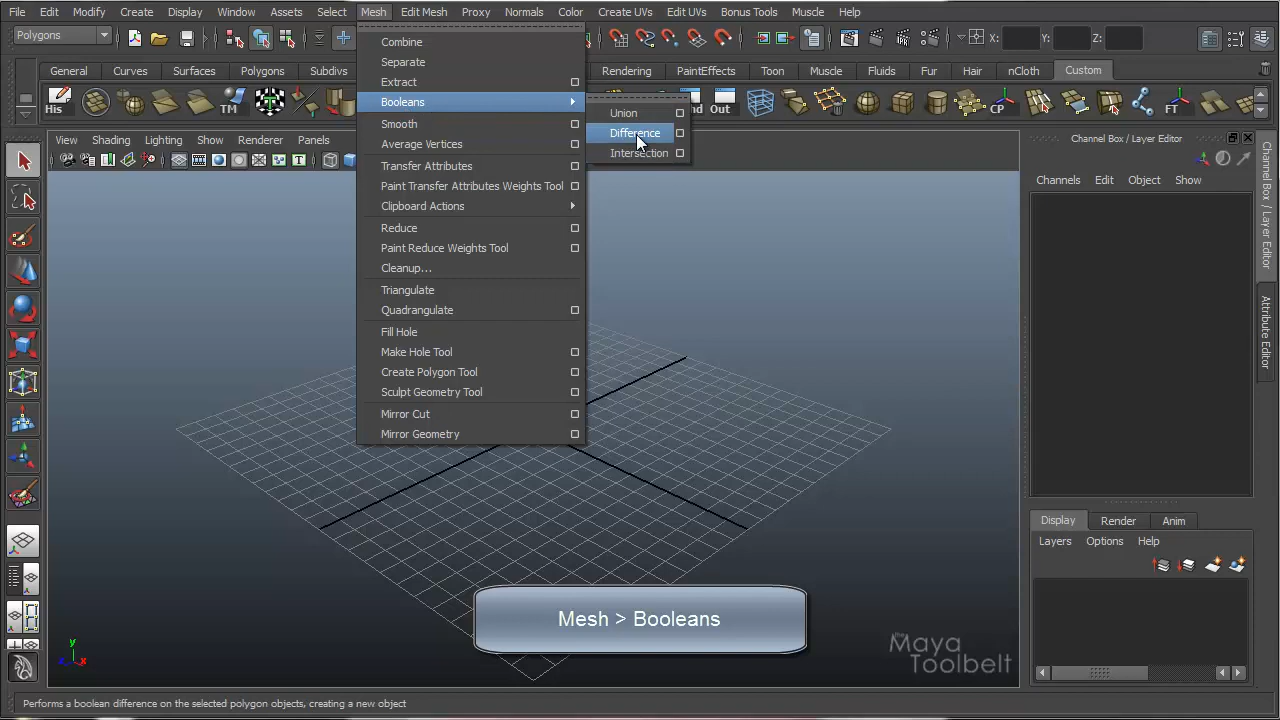 File Edit Modify Create Display Window Assets Select Mesh Edit Mesh Proxy Normals Color Create UVs Edit UVs Bonus Tools Muscle Help
Polygons X: Y: Z:
General Curves Surfaces Polygons Subdivs Rendering PaintEffects Toon Muscle Fluids Fur Hair nCloth Custom
His TM Out CP FT
Combine
Separate
Extract
Booleans
Smooth
Average Vertices
Transfer Attributes
Paint Transfer Attributes Weights Tool
Clipboard Actions
Reduce
Paint Reduce Weights Tool
Cleanup...
Triangulate
Quadrangulate
Fill Hole
Make Hole Tool
Create Polygon Tool
Sculpt Geometry Tool
Mirror Cut
Mirror Geometry
Union
Difference
Intersection
View Shading Lighting Show Renderer Panels
Channel Box / Layer Editor
Channels Edit Object Show
Channel Box / Layer Editor
Attribute Editor
Display Render Anim
Layers Options Help
Mesh > Booleans
the Maya
Toolbelt
y
z x
Performs a boolean difference on the selected polygon objects, creating a new object